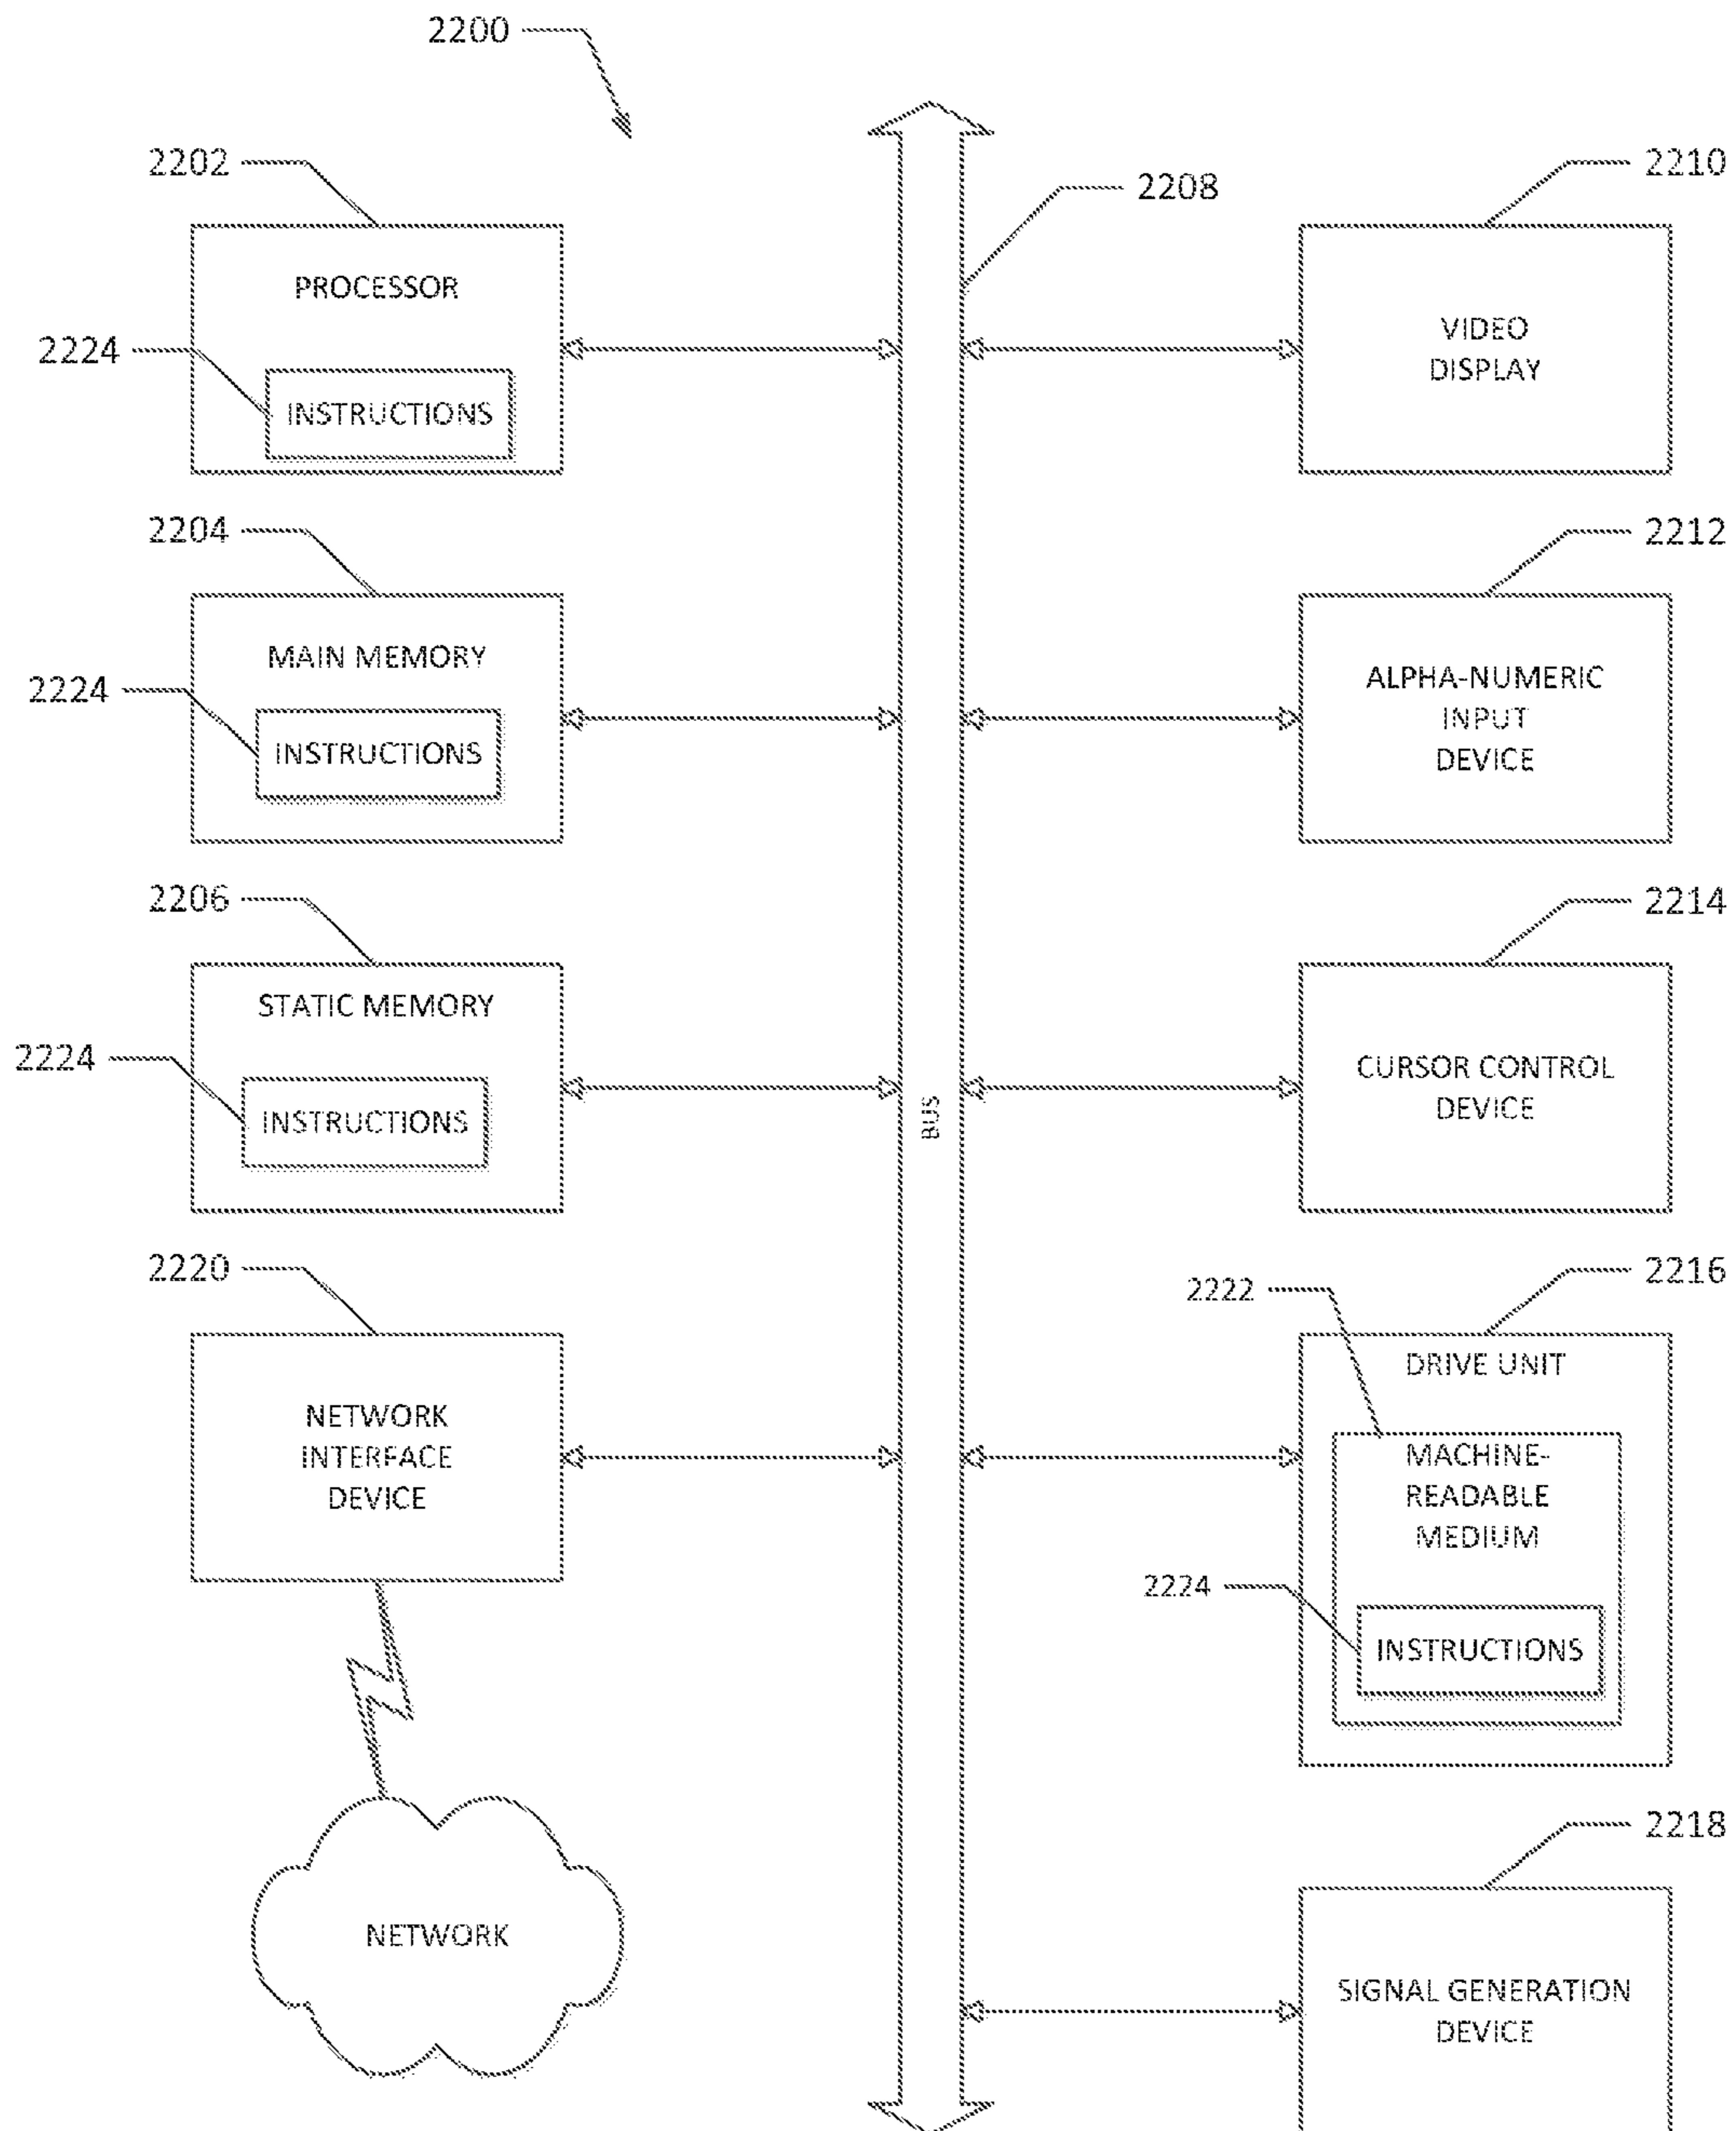 2200
2202
PROCESSOR
2224
INSTRUCTIONS
2204
MAIN MEMORY
2224
INSTRUCTIONS
2206
STATIC MEMORY
2224
INSTRUCTIONS
2220
NETWORK
INTERFACE
DEVICE
NETWORK
2208
BUS
2210
VIDEO
DISPLAY
2212
ALPHA-NUMERIC
INPUT
DEVICE
2214
CURSOR CONTROL
DEVICE
2216
DRIVE UNIT
2222
MACHINE-
READABLE
MEDIUM
2224
INSTRUCTIONS
2218
SIGNAL GENERATION
DEVICE